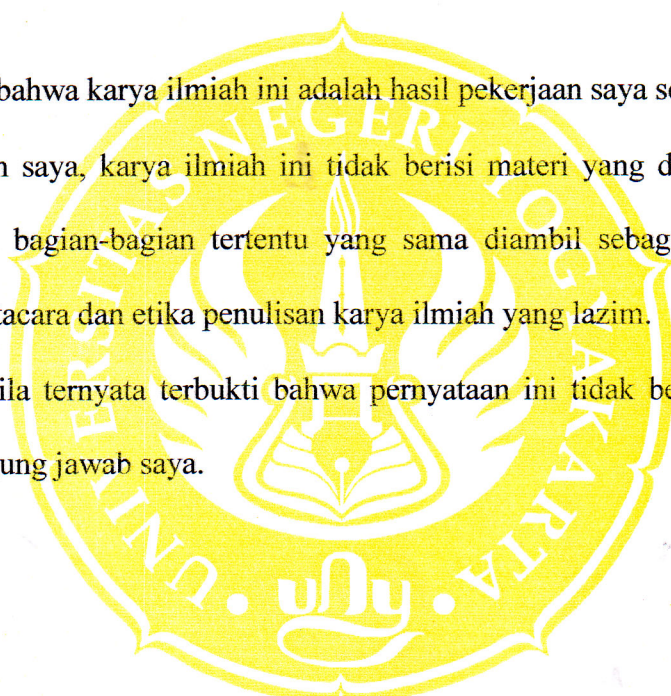 bahwa karya ilmiah ini adalah hasil pekerjaan saya se
n saya, karya ilmiah ini tidak berisi materi yang d
bagian-bagian tertentu yang sama diambil sebag
tacara dan etika penulisan karya ilmiah yang lazim.
ila ternyata terbukti bahwa pernyataan ini tidak be
ung jawab saya.
UNIVERSITAS NEGERI YOGYAKARTA
uny